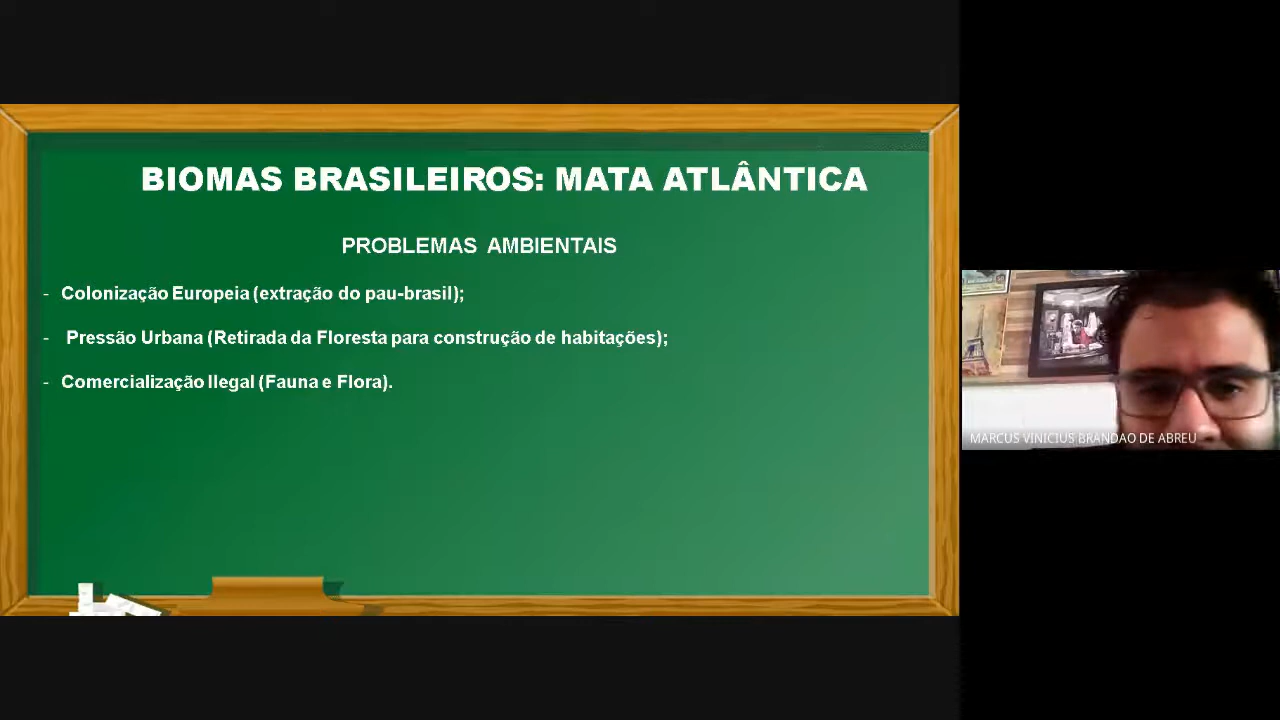 BIOMAS BRASILEIROS: MATA ATLÂNTICA
PROBLEMAS AMBIENTAIS
- Colonização Europeia (extração do pau-brasil);
- Pressão Urbana (Retirada da Floresta para construção de habitações);
- Comercialização Ilegal (Fauna e Flora).
MARCUS VINICIUS BRANDAO DE ABREU